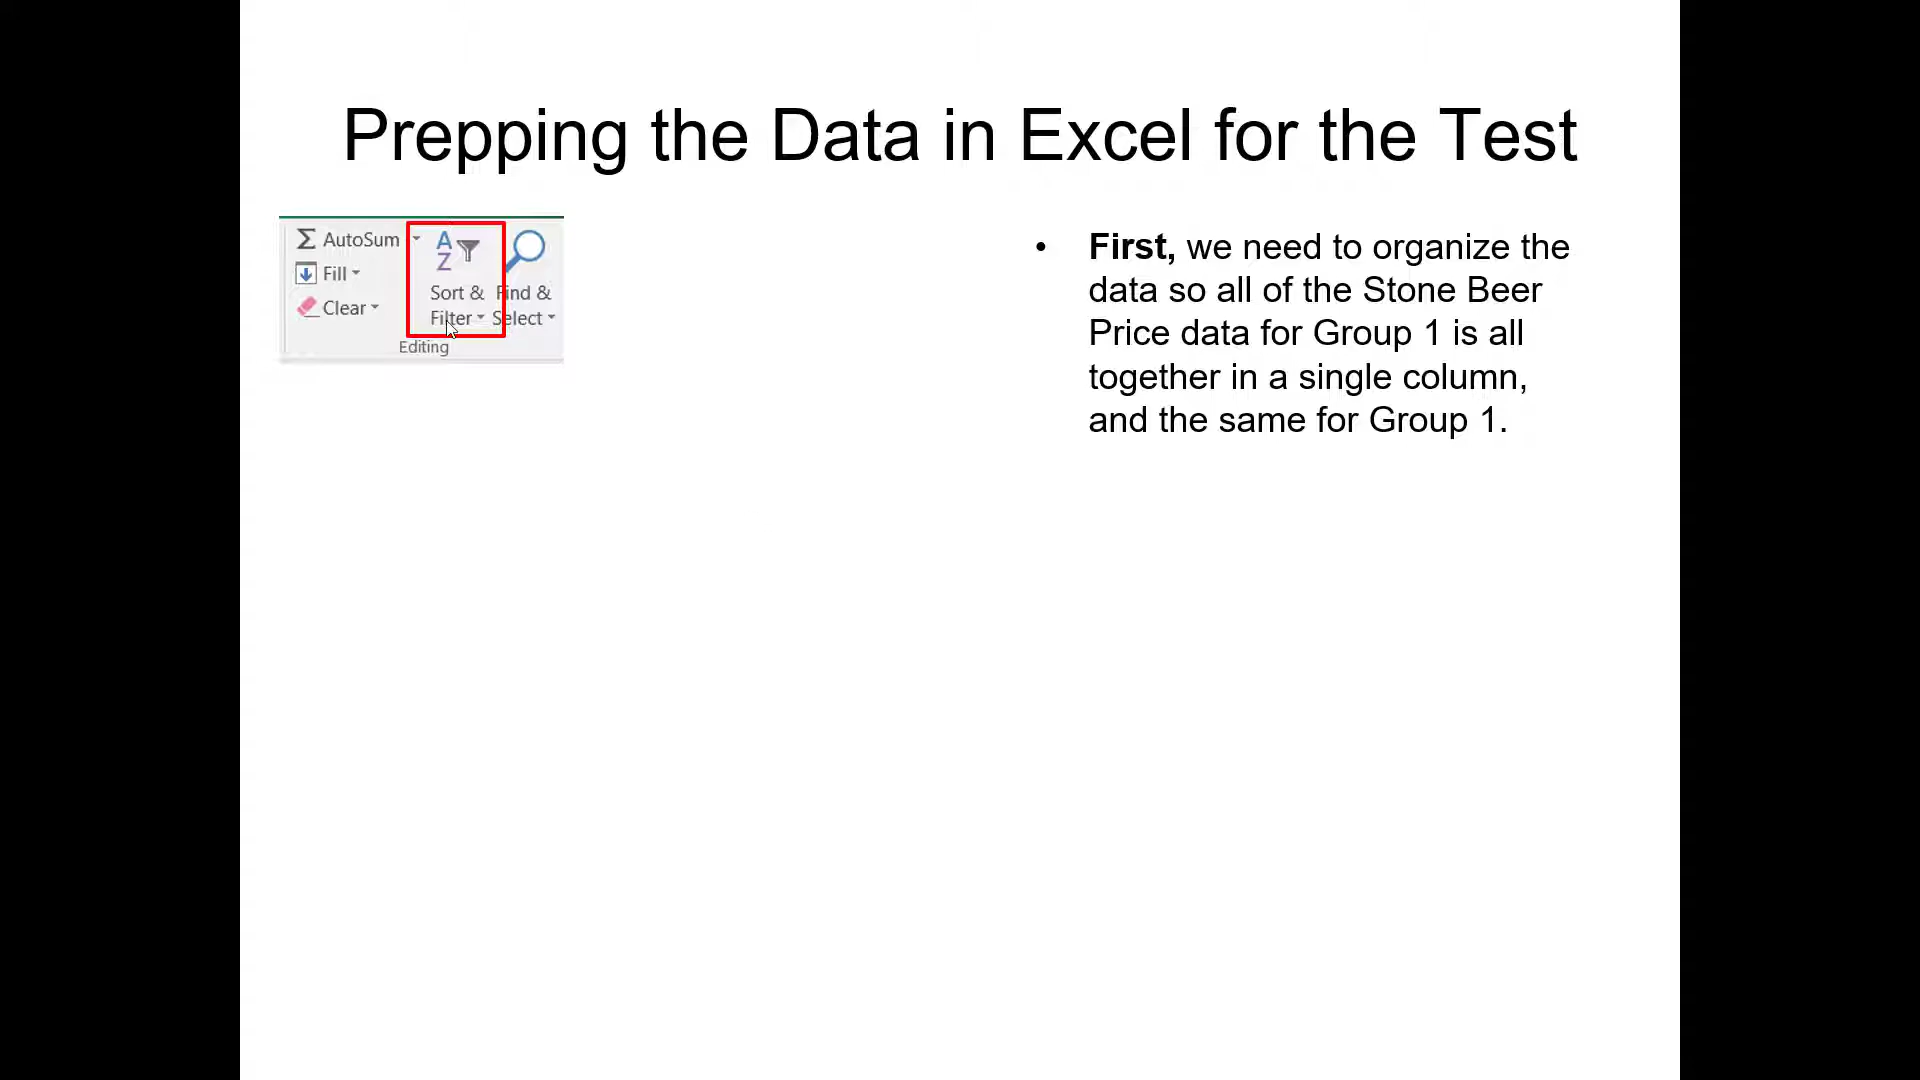 Prepping the Data in Excel for the Test
AutoSum
Fill
Clear
A
Z
Sort &
Filter
Find &
Select
Editing
• First, we need to organize the
data so all of the Stone Beer
Price data for Group 1 is all
together in a single column,
and the same for Group 1.